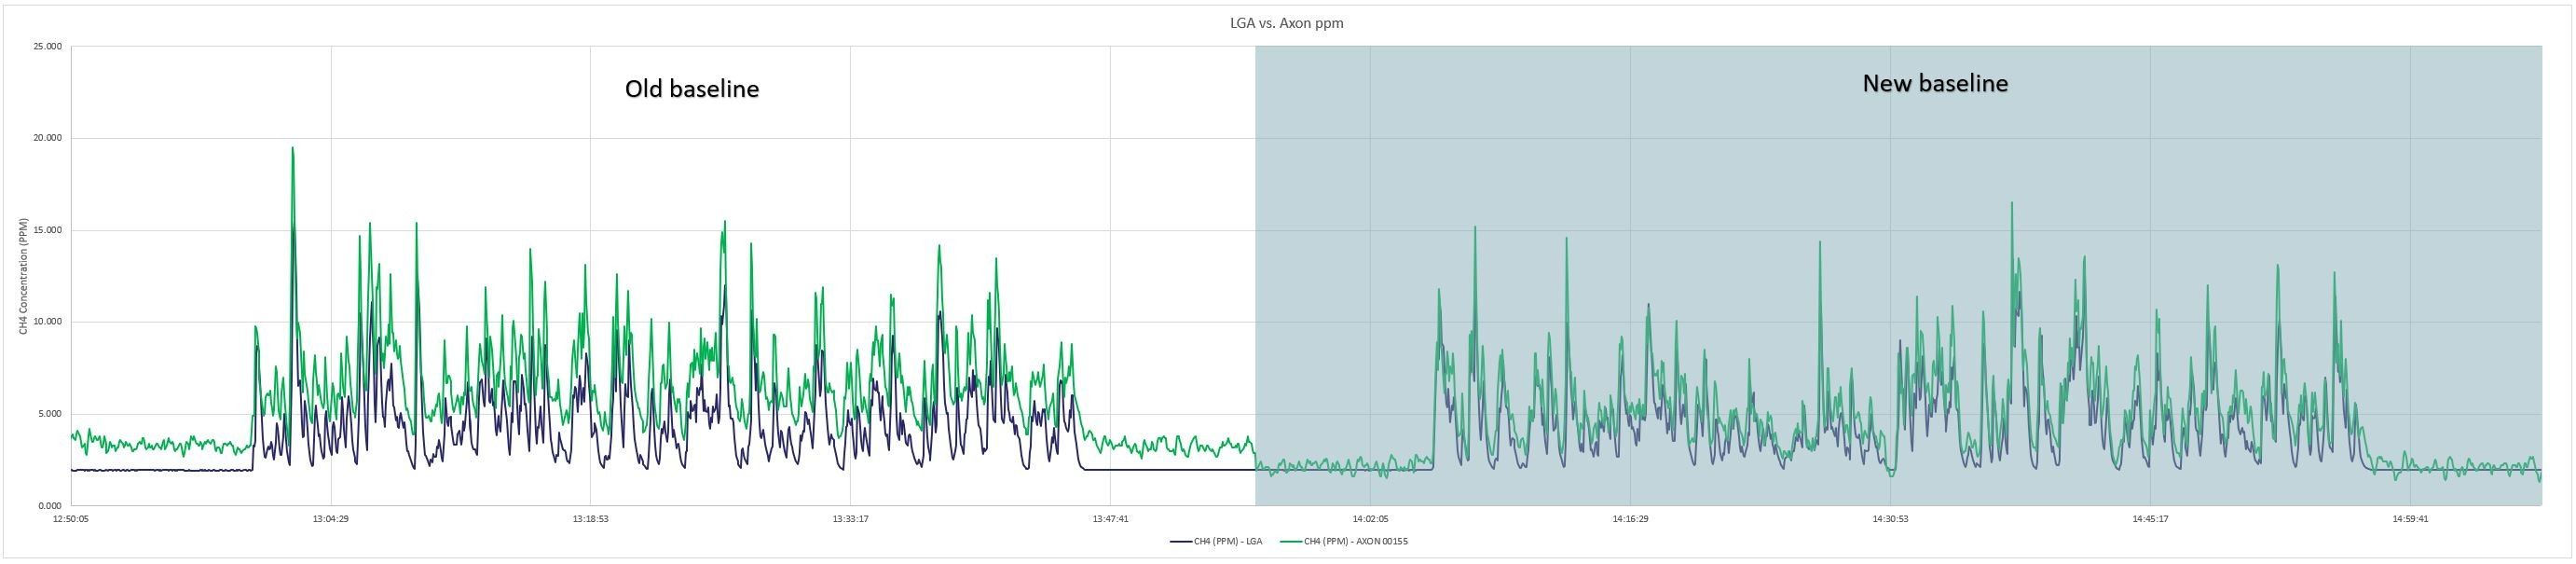 LGA vs. Axon ppm
25.000
20.000
15.000
10.000
5.000
0.000
CH4 Concentration (PPM)
Old baseline
New baseline
12:50:05
13:04:29
13:18:53
13:33:17
13:47:41
14:02:05
14:16:29
14:30:53
14:45:17
14:59:41
CH4 (PPM) - LGA
CH4 (PPM) - AXON 00155